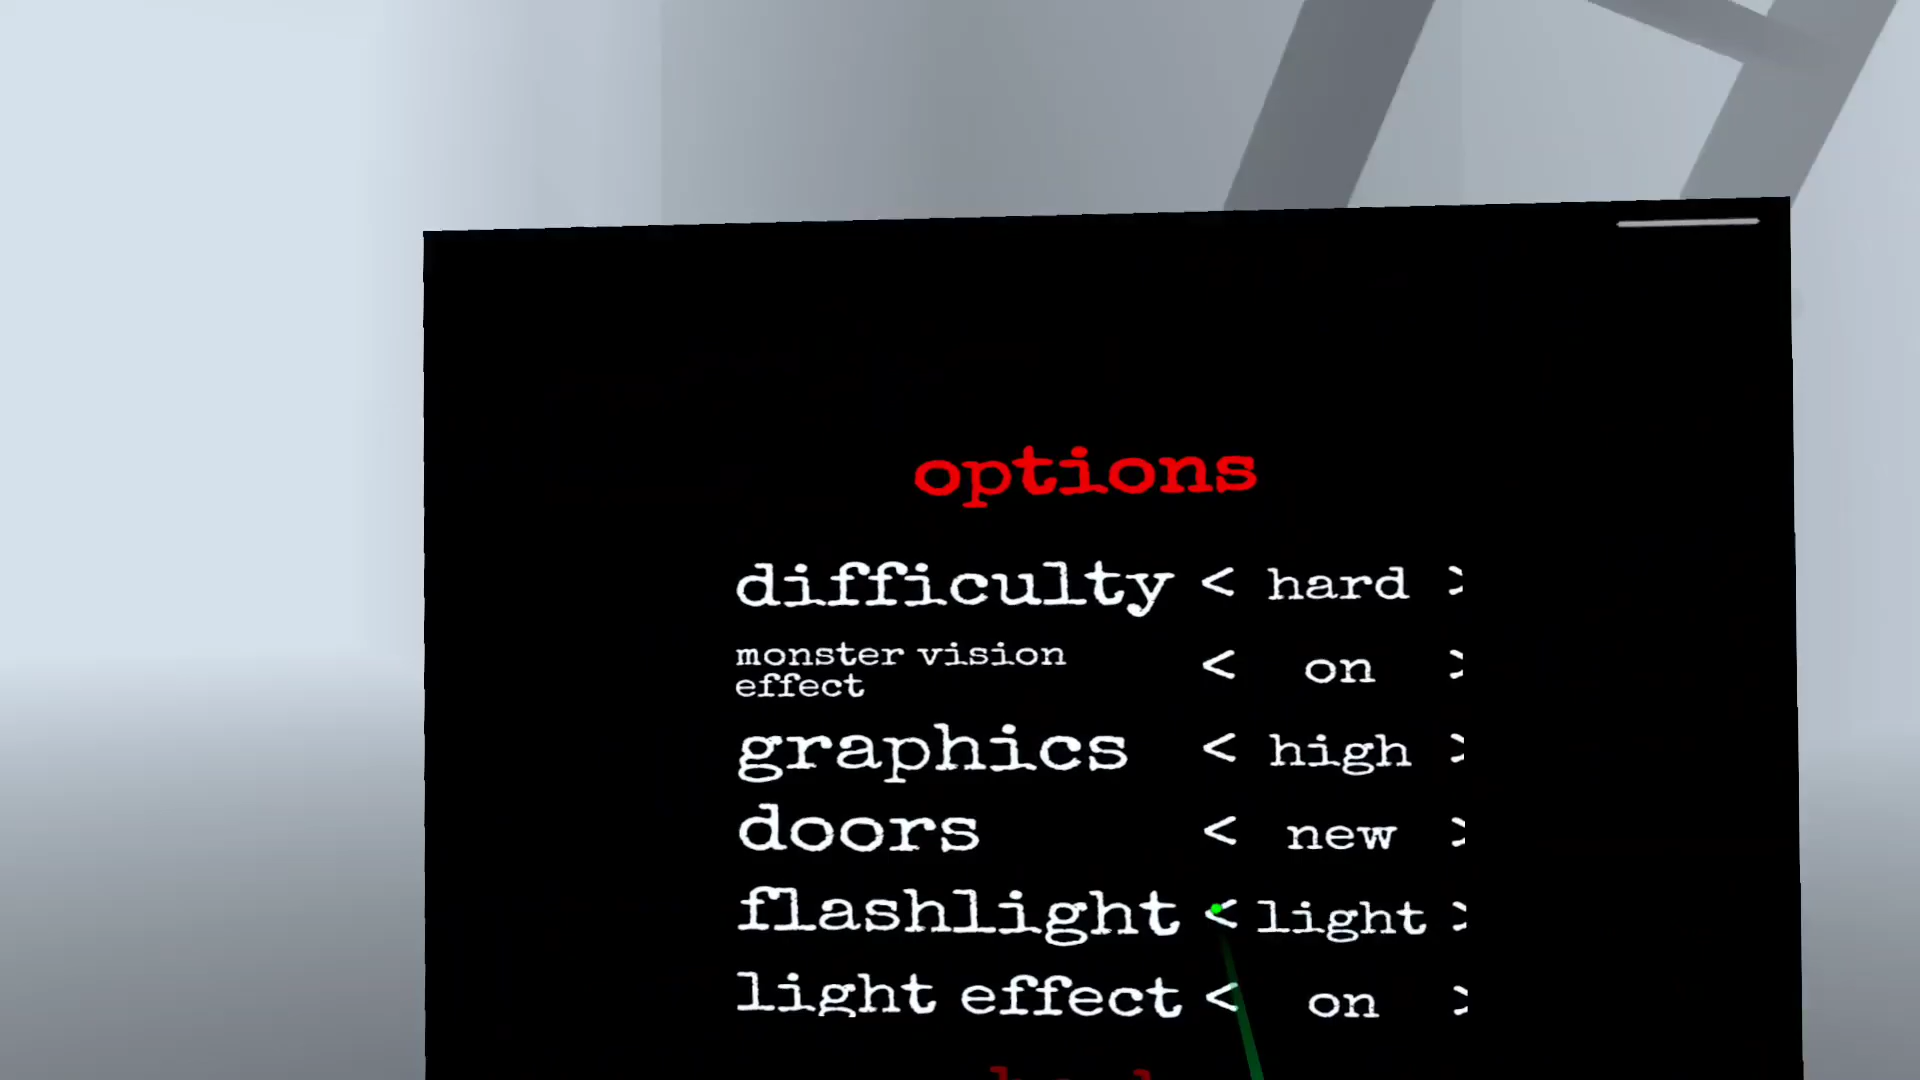 options
difficulty < hard >
monster vision
effect < on >
graphics < high >
doors < new >
flashlight < light >
light effect < on >